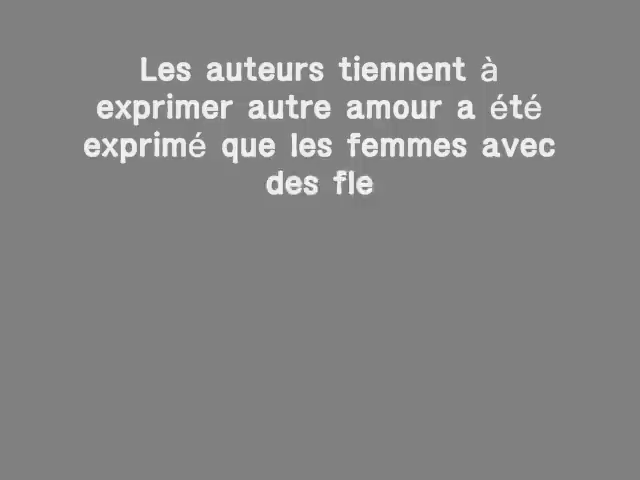 Les auteurs tiennent à
exprimer autre amour a été
exprimé que les femmes avec
des fle